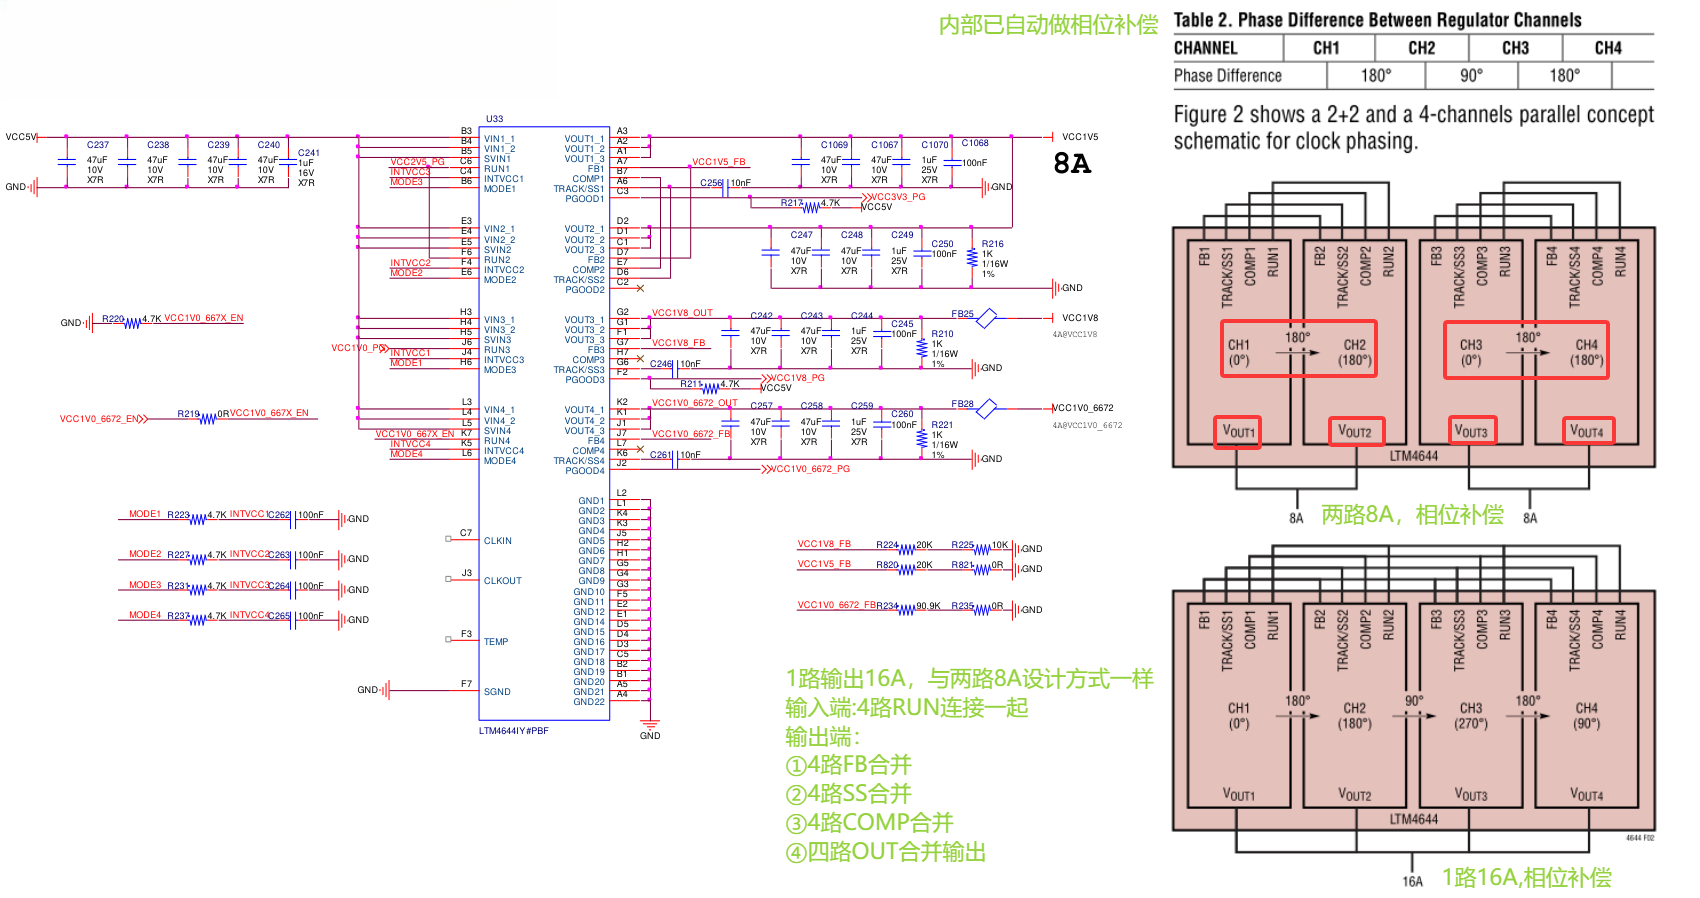 内部已自动做相位补偿
Table 2. Phase Difference Between Regulator Channels
CHANNEL CH1 CH2 CH3 CH4
Phase Difference 180° 90° 180°
Figure 2 shows a 2+2 and a 4-channels parallel concept
schematic for clock phasing.
U33
VCC5V
C237 47uF 10V X7R
C238 47uF 10V X7R
C239 47uF 10V X7R
C240 47uF 10V X7R
C241 1uF 16V X7R
GND
B3 VIN1_1
B4 VIN1_2
B5 SVIN1
VCC2V5_PG C6 RUN1
INTVCC3 C4 INTVCC1
MODE3 B6 MODE1
E3 VIN2_1
E4 VIN2_2
E5 SVIN2
F6 RUN2
INTVCC2 F4 INTVCC2
MODE2 E6 MODE2
H3 VIN3_1
H4 VIN3_2
H5 SVIN3
VCC1V0_PG J6 RUN3
INTVCC1 J4 INTVCC3
MODE1 H6 MODE3
L3 VIN4_1
L4 VIN4_2
L5 SVIN4
VCC1V0_667X_EN K7 RUN4
INTVCC4 K5 INTVCC4
MODE4 L6 MODE4
C7 CLKIN
J3 CLKOUT
F3 TEMP
GND F7 SGND
LTM4644IY#PBF
VOUT1_1 A3
VOUT1_2 A2
VOUT1_3 A1
FB1 A7 VCC1V5_FB
COMP1 B7
TRACK/SS1 A6 C256 10nF GND
PGOOD1 C3 VCC3V3_PG
R217 4.7K VCC5V
VOUT2_1 D2
VOUT2_2 D1
VOUT2_3 C1
FB2 D7
COMP2 E7
TRACK/SS2 D6
PGOOD2 C2
VOUT3_1 G2 VCC1V8_OUT
VOUT3_2 G1
VOUT3_3 F1
FB3 G7 VCC1V8_FB
COMP3 H7
TRACK/SS3 G6 C246 10nF GND
PGOOD3 F2 VCC1V8_PG
R211 4.7K VCC5V
VOUT4_1 K2 VCC1V0_6672_OUT
VOUT4_2 K1
VOUT4_3 J1
FB4 J7 VCC1V0_6672_FB
COMP4 L7
TRACK/SS4 K6 C261 10nF GND
PGOOD4 J2 VCC1V0_6672_PG
GND1 L2
GND2 L1
GND3 K4
GND4 K3
GND5 J5
GND6 H2
GND7 H1
GND8 G5
GND9 G4
GND10 G3
GND11 F5
GND12 E2
GND14 E1
GND15 D5
GND16 D4
GND17 D3
GND18 C5
GND19 B2
GND20 B1
GND21 A5
GND22 A4
GND
VCC1V5
8A
C1069 47uF 10V X7R
C1067 47uF 10V X7R
C1070 1uF 25V X7R
C1068 100nF
C247 47uF 10V X7R
C248 47uF 10V X7R
C249 1uF 25V X7R
C250 100nF
R216 1K 1/16W 1%
GND
FB25 VCC1V8
4A@VCC1V8
C242 47uF 10V X7R
C243 47uF 10V X7R
C244 1uF 25V X7R
C245 100nF
R210 1K 1/16W 1%
FB28 VCC1V0_6672
4A@VCC1V0_6672
C257 47uF 10V X7R
C258 47uF 10V X7R
C259 1uF 25V X7R
C260 100nF
R221 1K 1/16W 1%
GND R220 4.7K VCC1V0_667X_EN
VCC1V0_6672_EN R219 0R VCC1V0_667X_EN
MODE1 R223 4.7K INTVCC1 C262 100nF GND
MODE2 R227 4.7K INTVCC2 C263 100nF GND
MODE3 R231 4.7K INTVCC3 C264 100nF GND
MODE4 R237 4.7K INTVCC4 C265 100nF GND
VCC1V8_FB R224 20K R225 10K GND
VCC1V5_FB R820 20K R821 0R GND
VCC1V0_6672_FB R234 90.9K R235 0R GND
1路输出16A，与两路8A设计方式一样
输入端:4路RUN连接一起
输出端：
①4路FB合并
②4路SS合并
③4路COMP合并
④四路OUT合并输出
FB1 TRACK/SS1 COMP1 RUN1 FB2 TRACK/SS2 COMP2 RUN2 FB3 TRACK/SS3 COMP3 RUN3 FB4 TRACK/SS4 COMP4 RUN4
180° 180°
CH1 CH2 CH3 CH4
(0°) (180°) (0°) (180°)
VOUT1 VOUT2 VOUT3 VOUT4
LTM4644
8A 两路8A，相位补偿 8A
FB1 TRACK/SS1 COMP1 RUN1 FB2 TRACK/SS2 COMP2 RUN2 FB3 TRACK/SS3 COMP3 RUN3 FB4 TRACK/SS4 COMP4 RUN4
180° 90° 180°
CH1 CH2 CH3 CH4
(0°) (180°) (270°) (90°)
VOUT1 VOUT2 VOUT3 VOUT4
LTM4644
4644 F02
16A 1路16A,相位补偿